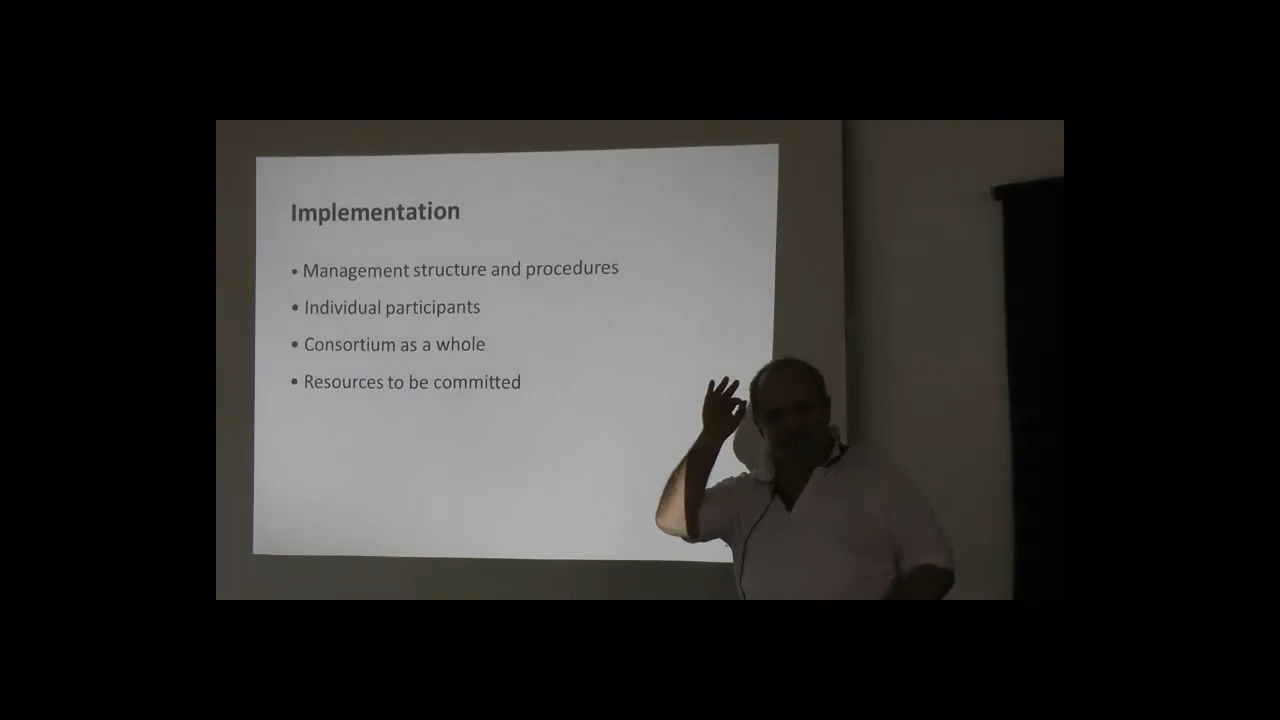 Implementation
• Management structure and procedures
• Individual participants
• Consortium as a whole
• Resources to be committed